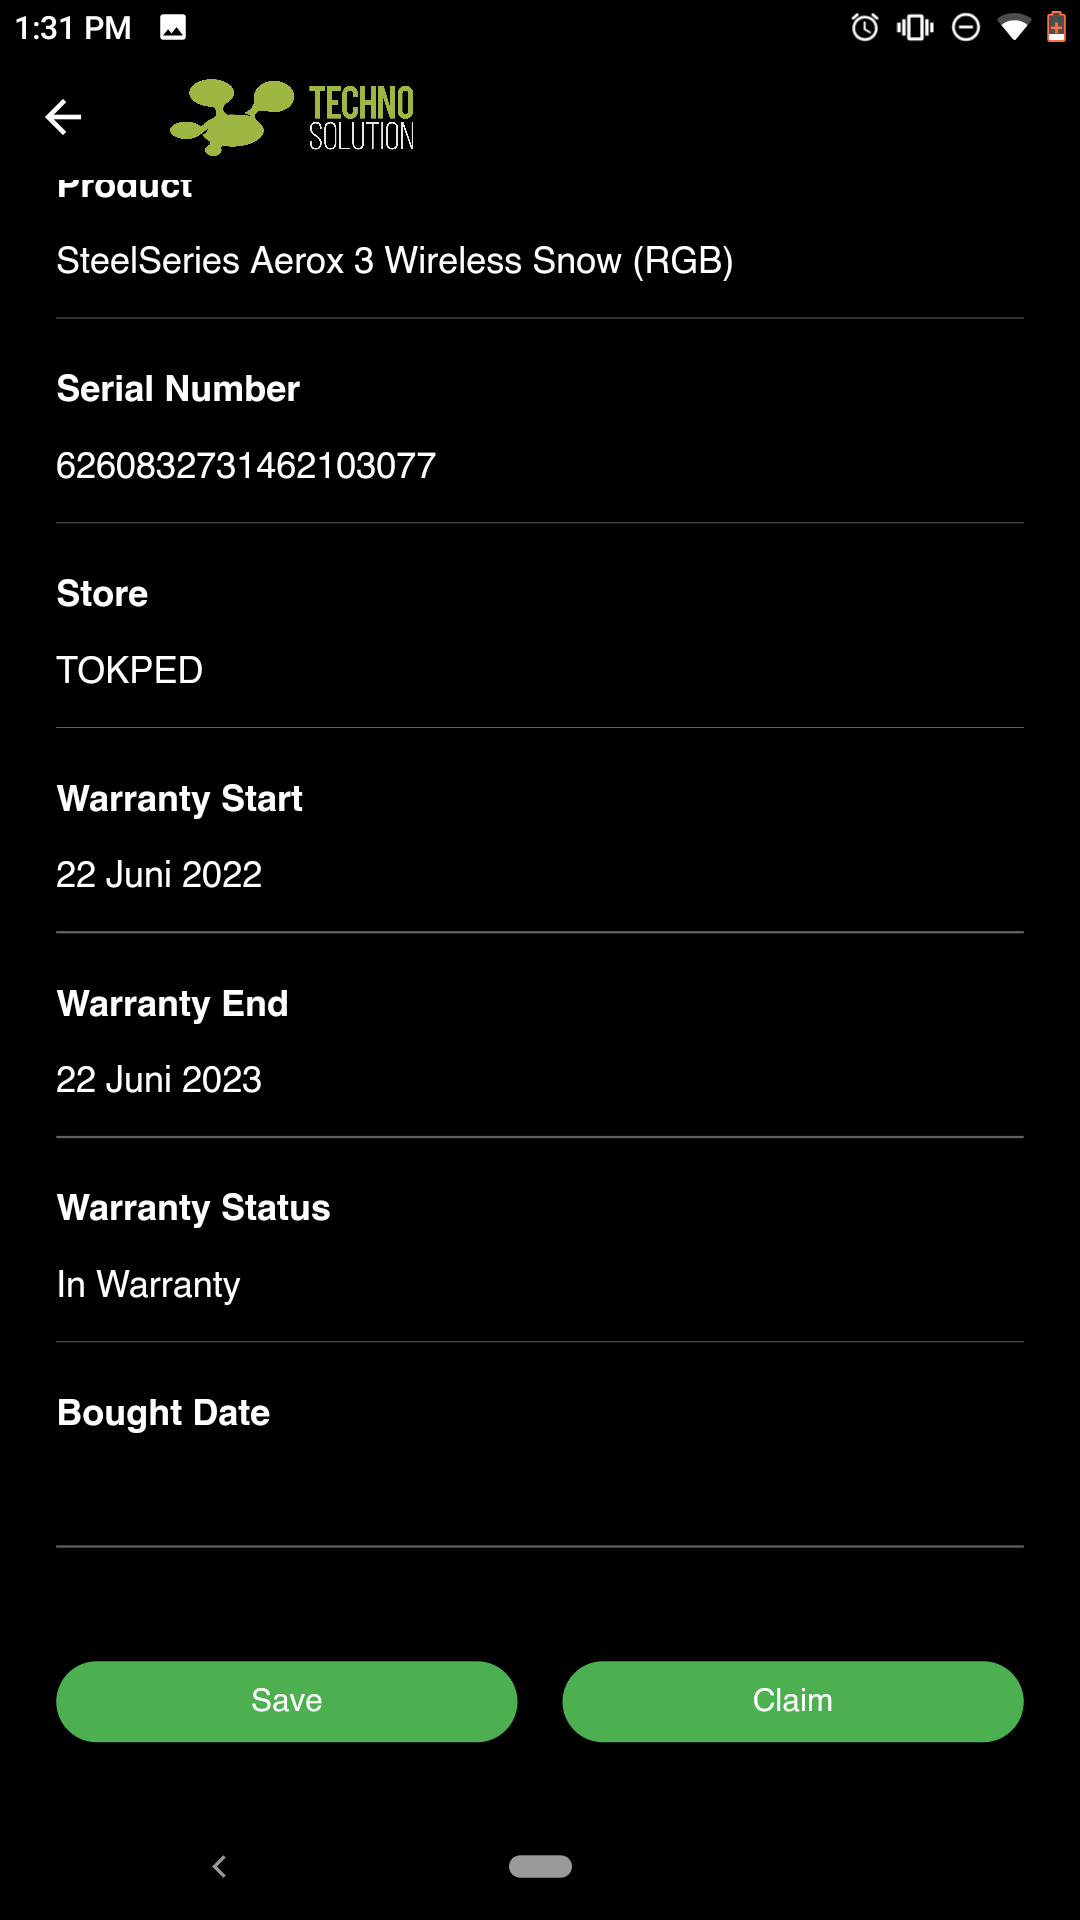 1:31 PM
TECHNO
SOLUTION
Product
SteelSeries Aerox 3 Wireless Snow (RGB)
Serial Number
6260832731462103077
Store
TOKPED
Warranty Start
22 Juni 2022
Warranty End
22 Juni 2023
Warranty Status
In Warranty
Bought Date
Save
Claim